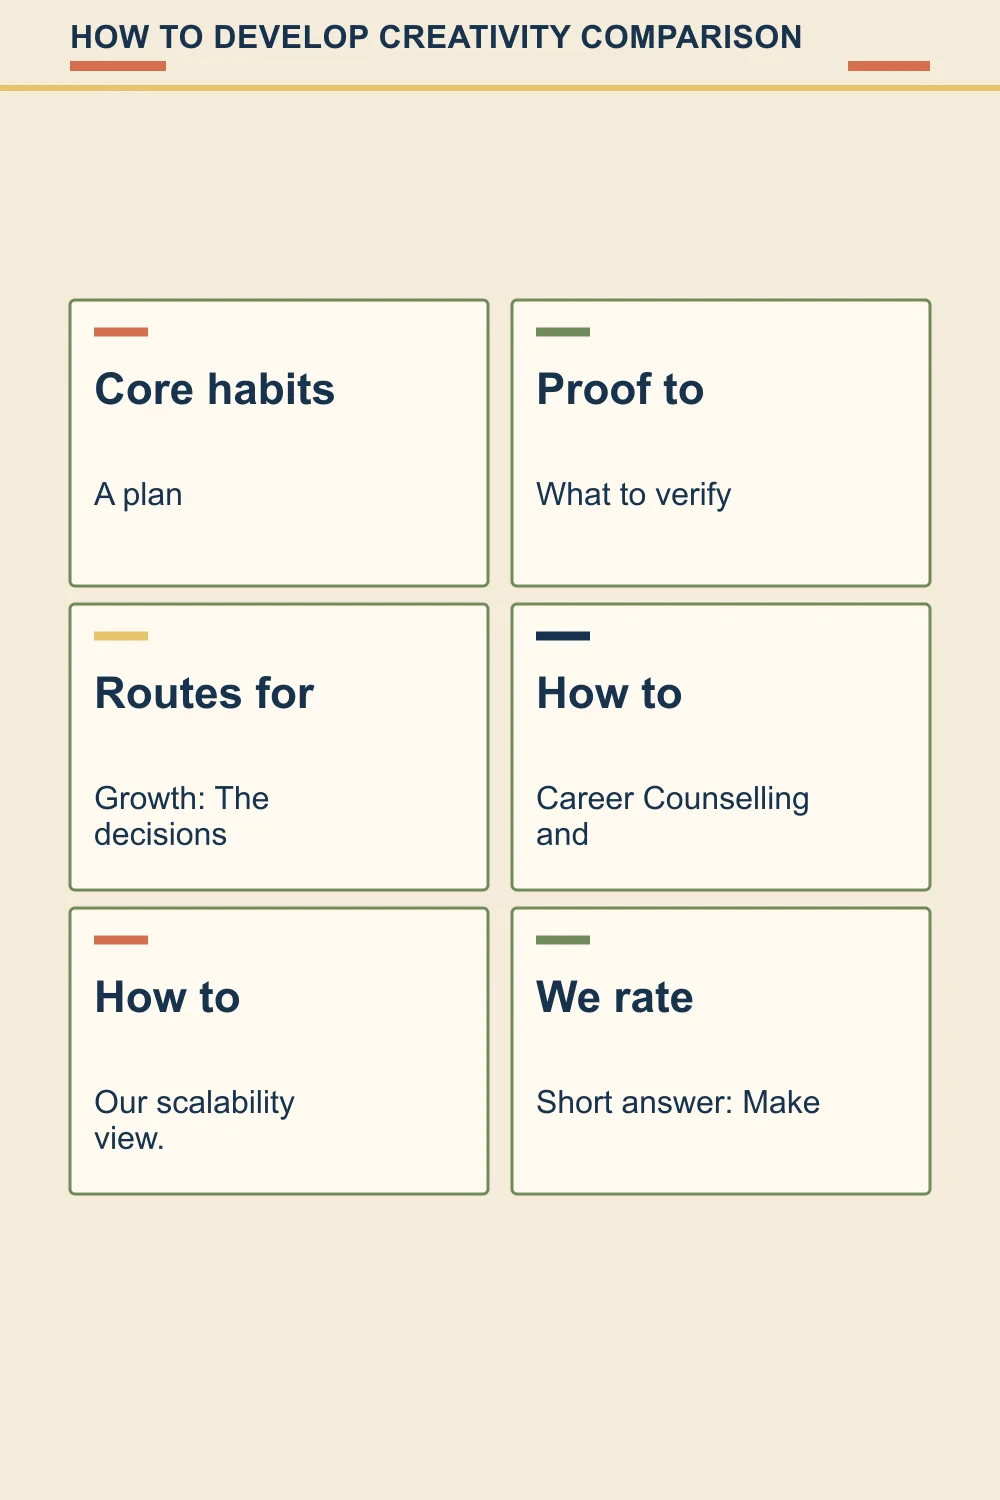 HOW TO DEVELOP CREATIVITY COMPARISON
Core habits
A plan
Proof to
What to verify
Routes for
Growth: The
decisions
How to
Career Counselling
and
How to
Our scalability
view.
We rate
Short answer: Make